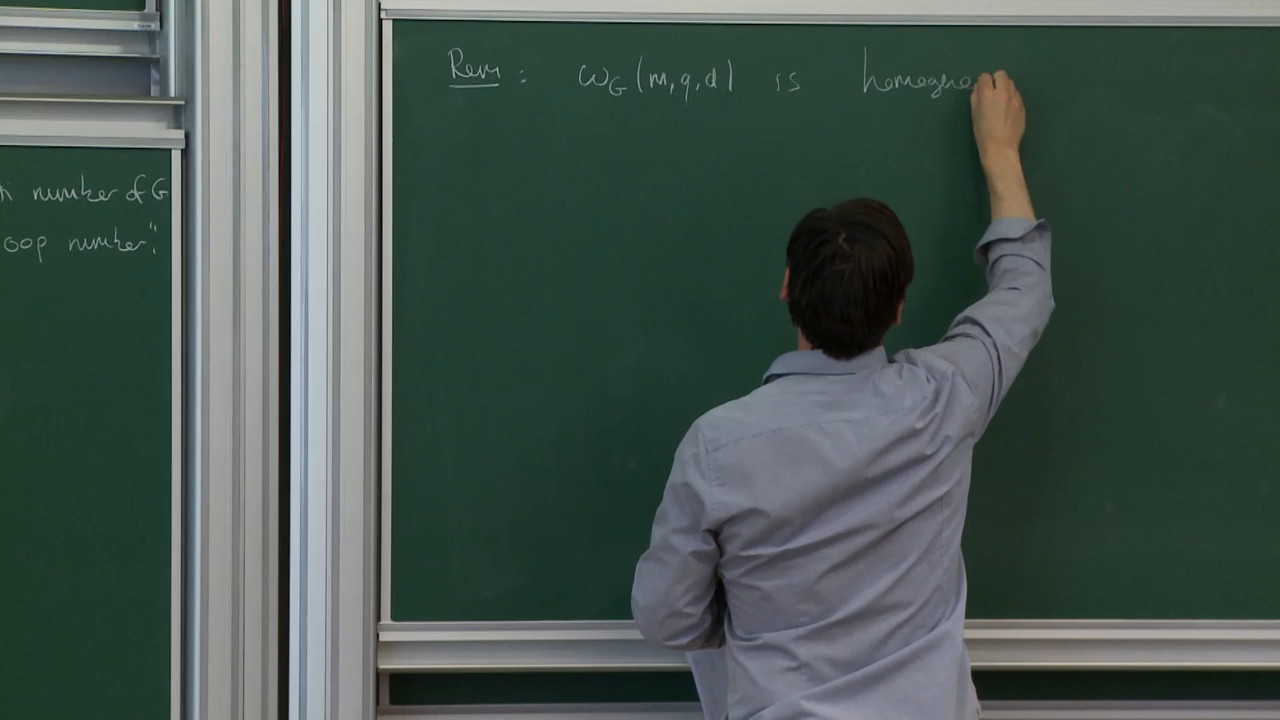 number of G
oop number."
Rem : ω_G (m,q,d) is homogene